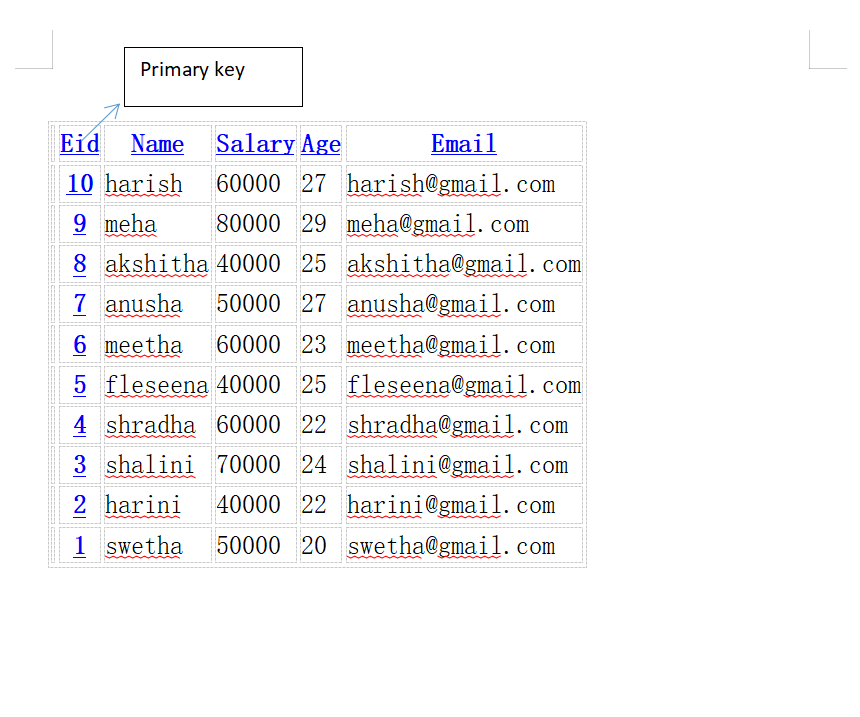 Primary key
Eid Name Salary Age Email
10 harish 60000 27 harish@gmail.com
9 meha 80000 29 meha@gmail.com
8 akshitha 40000 25 akshitha@gmail.com
7 anusha 50000 27 anusha@gmail.com
6 meetha 60000 23 meetha@gmail.com
5 fleseena 40000 25 fleseena@gmail.com
4 shradha 60000 22 shradha@gmail.com
3 shalini 70000 24 shalini@gmail.com
2 harini 40000 22 harini@gmail.com
1 swetha 50000 20 swetha@gmail.com